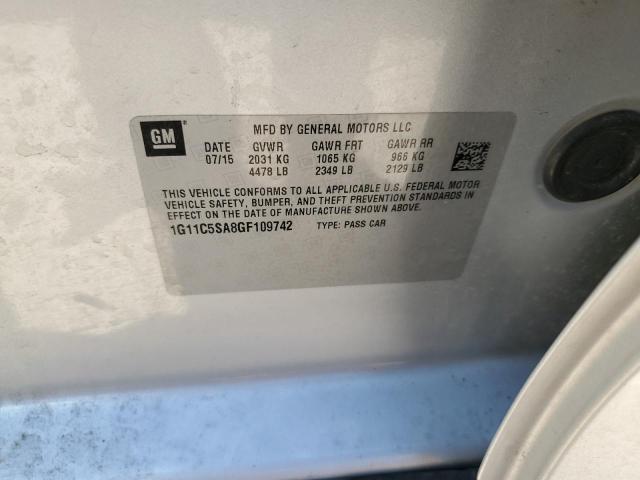 GM
MFD BY GENERAL MOTORS LLC
DATE GVWR GAWR FRT GAWR RR
07/15 2031 KG 1065 KG 966 KG
4478 LB 2349 LB 2129 LB
THIS VEHICLE CONFORMS TO ALL APPLICABLE U.S. FEDERAL MOTOR
VEHICLE SAFETY, BUMPER, AND THEFT PREVENTION STANDARDS IN
EFFECT ON THE DATE OF MANUFACTURE SHOWN ABOVE.
1G11C5SA8GF109742 TYPE: PASS CAR